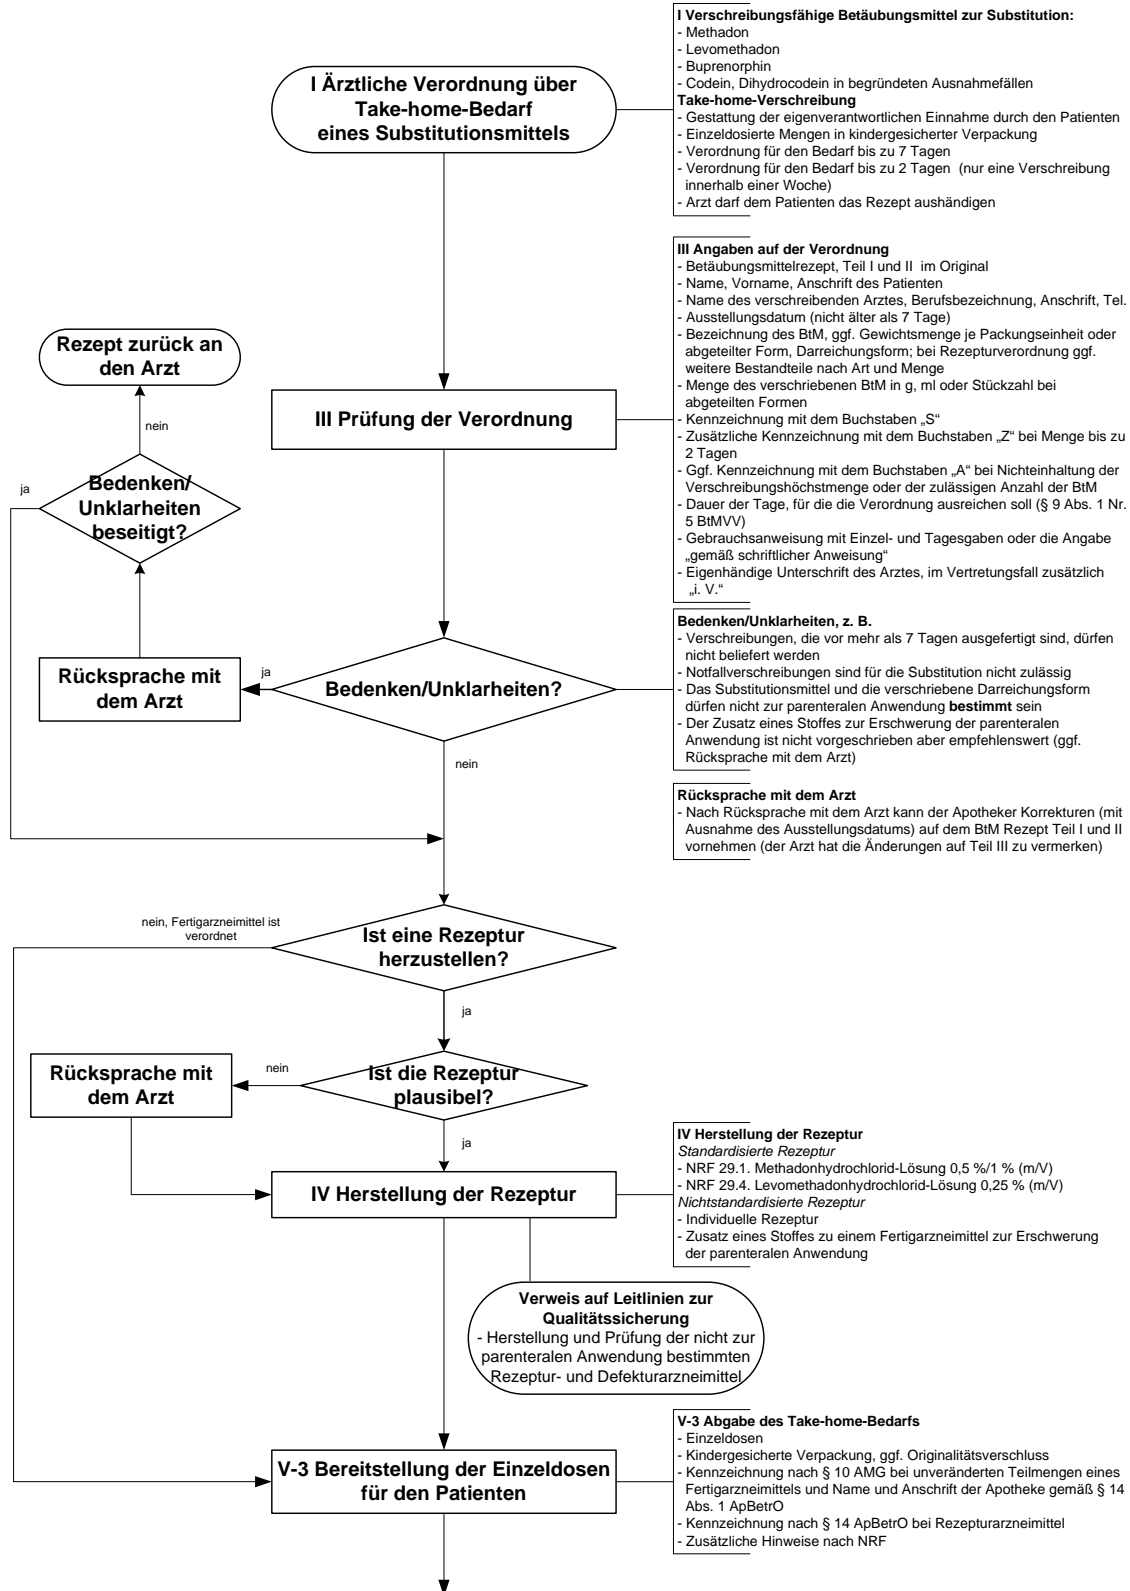 I Ärztliche Verordnung über
Take-home-Bedarf
eines Substitutionsmittels
I Verschreibungsfähige Betäubungsmittel zur Substitution:
- Methadon
- Levomethadon
- Buprenorphin
- Codein, Dihydrocodein in begründeten Ausnahmefällen
Take-home-Verschreibung
- Gestattung der eigenverantwortlichen Einnahme durch den Patienten
- Einzeldosierte Mengen in kindergesicherter Verpackung
- Verordnung für den Bedarf bis zu 7 Tagen
- Verordnung für den Bedarf bis zu 2 Tagen (nur eine Verschreibung
innerhalb einer Woche)
- Arzt darf dem Patienten das Rezept aushändigen
III Prüfung der Verordnung
III Angaben auf der Verordnung
- Betäubungsmittelrezept, Teil I und II im Original
- Name, Vorname, Anschrift des Patienten
- Name des verschreibenden Arztes, Berufsbezeichnung, Anschrift, Tel.
- Ausstellungsdatum (nicht älter als 7 Tage)
- Bezeichnung des BtM, ggf. Gewichtsmenge je Packungseinheit oder
abgeteilter Form, Darreichungsform; bei Rezepturverordnung ggf.
weitere Bestandteile nach Art und Menge
- Menge des verschriebenen BtM in g, ml oder Stückzahl bei
abgeteilten Formen
- Kennzeichnung mit dem Buchstaben „S“
- Zusätzliche Kennzeichnung mit dem Buchstaben „Z“ bei Menge bis zu
2 Tagen
- Ggf. Kennzeichnung mit dem Buchstaben „A“ bei Nichteinhaltung der
Verschreibungshöchstmenge oder der zulässigen Anzahl der BtM
- Dauer der Tage, für die die Verordnung ausreichen soll (§ 9 Abs. 1 Nr.
5 BtMVV)
- Gebrauchsanweisung mit Einzel- und Tagesgaben oder die Angabe
„gemäß schriftlicher Anweisung“
- Eigenhändige Unterschrift des Arztes, im Vertretungsfall zusätzlich
„i. V.“
Rezept zurück an
den Arzt
nein
ja
Bedenken/
Unklarheiten
beseitigt?
Rücksprache mit
dem Arzt
ja
Bedenken/Unklarheiten?
nein
Bedenken/Unklarheiten, z. B.
- Verschreibungen, die vor mehr als 7 Tagen ausgefertigt sind, dürfen
nicht beliefert werden
- Notfallverschreibungen sind für die Substitution nicht zulässig
- Das Substitutionsmittel und die verschriebene Darreichungsform
dürfen nicht zur parenteralen Anwendung bestimmt sein
- Der Zusatz eines Stoffes zur Erschwerung der parenteralen
Anwendung ist nicht vorgeschrieben aber empfehlenswert (ggf.
Rücksprache mit dem Arzt)
Rücksprache mit dem Arzt
- Nach Rücksprache mit dem Arzt kann der Apotheker Korrekturen (mit
Ausnahme des Ausstellungsdatums) auf dem BtM Rezept Teil I und II
vornehmen (der Arzt hat die Änderungen auf Teil III zu vermerken)
nein, Fertigarzneimittel ist
verordnet
Ist eine Rezeptur
herzustellen?
ja
Rücksprache mit
dem Arzt
nein
Ist die Rezeptur
plausibel?
ja
IV Herstellung der Rezeptur
IV Herstellung der Rezeptur
Standardisierte Rezeptur
- NRF 29.1. Methadonhydrochlorid-Lösung 0,5 %/1 % (m/V)
- NRF 29.4. Levomethadonhydrochlorid-Lösung 0,25 % (m/V)
Nichtstandardisierte Rezeptur
- Individuelle Rezeptur
- Zusatz eines Stoffes zu einem Fertigarzneimittel zur Erschwerung
der parenteralen Anwendung
Verweis auf Leitlinien zur
Qualitätssicherung
- Herstellung und Prüfung der nicht zur
parenteralen Anwendung bestimmten
Rezeptur- und Defekturarzneimittel
V-3 Bereitstellung der Einzeldosen
für den Patienten
V-3 Abgabe des Take-home-Bedarfs
- Einzeldosen
- Kindergesicherte Verpackung, ggf. Originalitätsverschluss
- Kennzeichnung nach § 10 AMG bei unveränderten Teilmengen eines
Fertigarzneimittels und Name und Anschrift der Apotheke gemäß § 14
Abs. 1 ApBetrO
- Kennzeichnung nach § 14 ApBetrO bei Rezepturarzneimittel
- Zusätzliche Hinweise nach NRF